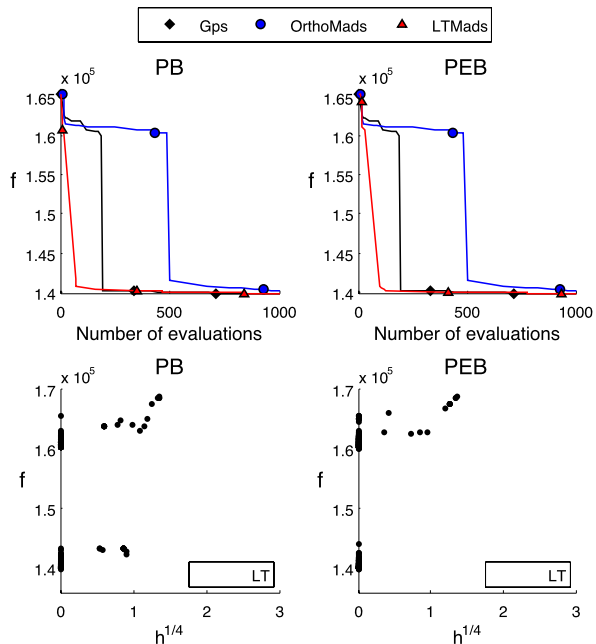 Gps OrthoMads LTMads
PB
x 10^5
1.65
1.6
1.55
1.5
1.45
1.4
f
0 500 1000
Number of evaluations
PEB
x 10^5
1.65
1.6
1.55
1.5
1.45
1.4
f
0 500 1000
Number of evaluations
PB
x 10^5
1.7
1.6
1.5
1.4
f
LT
0 1 2 3
h^1/4
PEB
x 10^5
1.7
1.6
1.5
1.4
f
LT
0 1 2 3
h^1/4